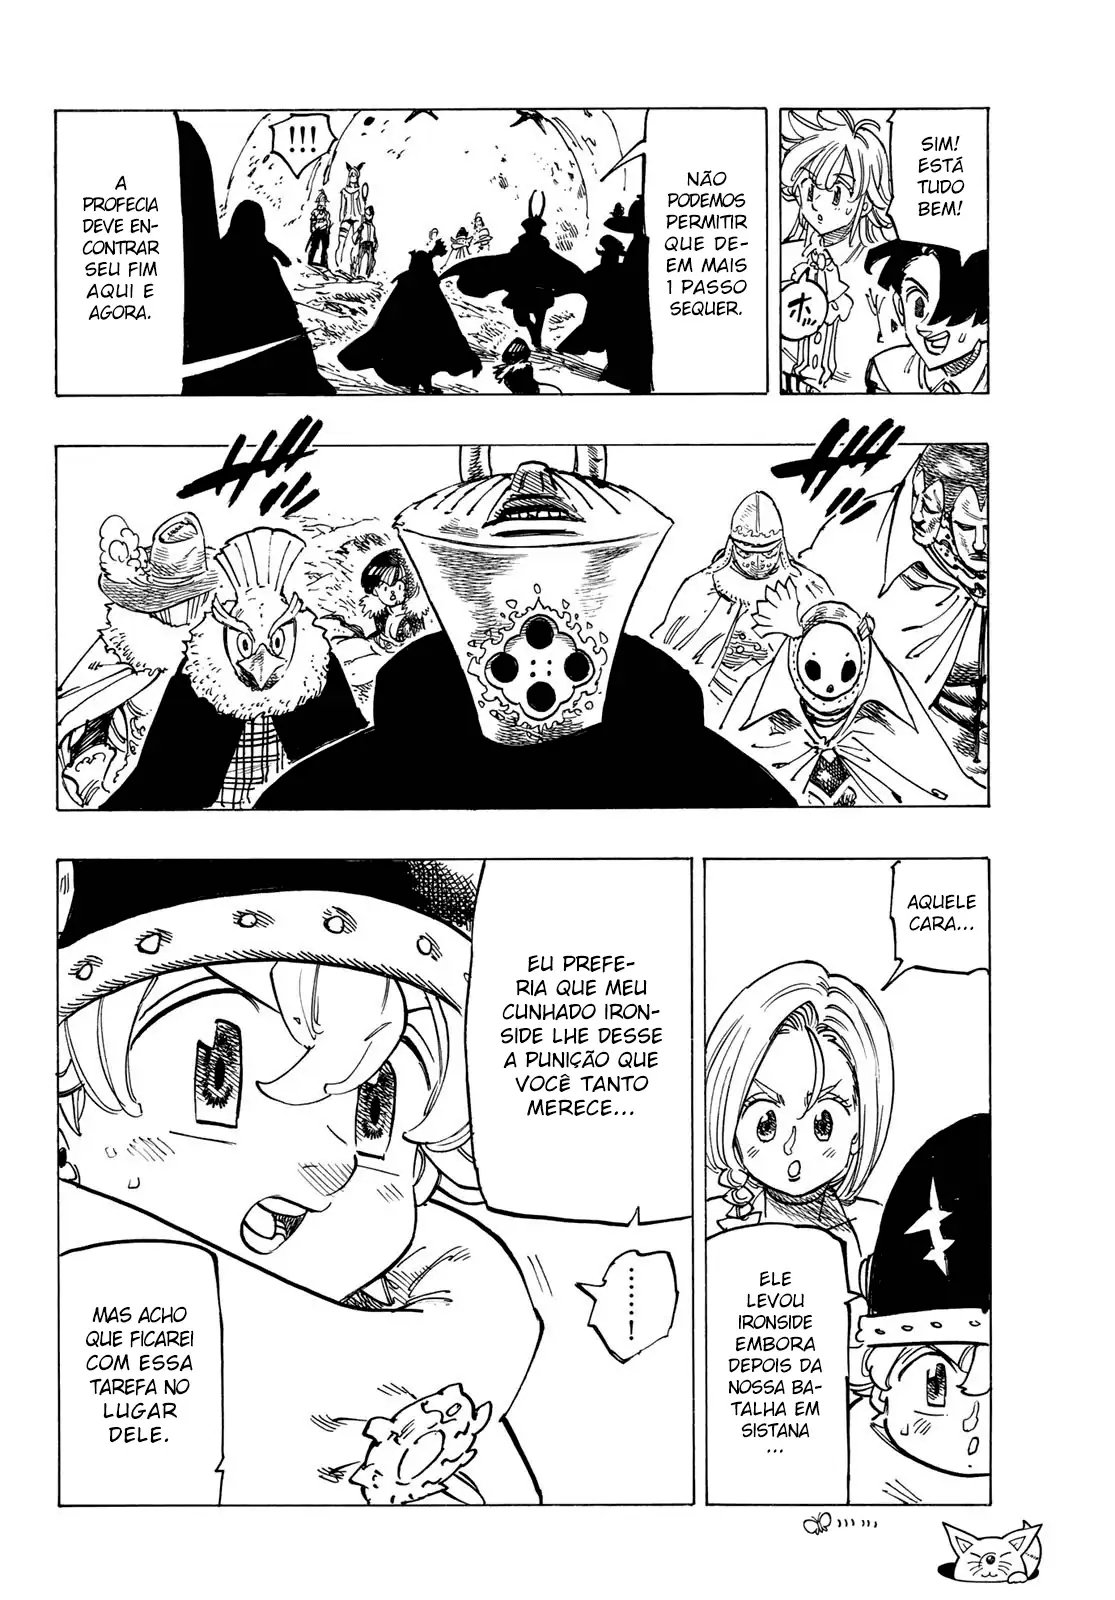 SIM!
ESTÁ
TUDO
BEM!
ホ
NÃO
PODEMOS
PERMITIR
QUE DE-
EM MAIS
1 PASSO
SEQUER.
!!!
A
PROFECIA
DEVE EN-
CONTRAR
SEU FIM
AQUI E
AGORA.
AQUELE
CARA...
ELE
LEVOU
IRONSIDE
EMBORA
DEPOIS DA
NOSSA BA-
TALHA EM
SISTANA
...
EU PREFE-
RIA QUE MEU
CUNHADO IRON-
SIDE LHE DESSE
A PUNIÇÃO QUE
VOCÊ TANTO
MERECE...
......!
MAS ACHO
QUE FICAREI
COM ESSA
TAREFA NO
LUGAR
DELE.